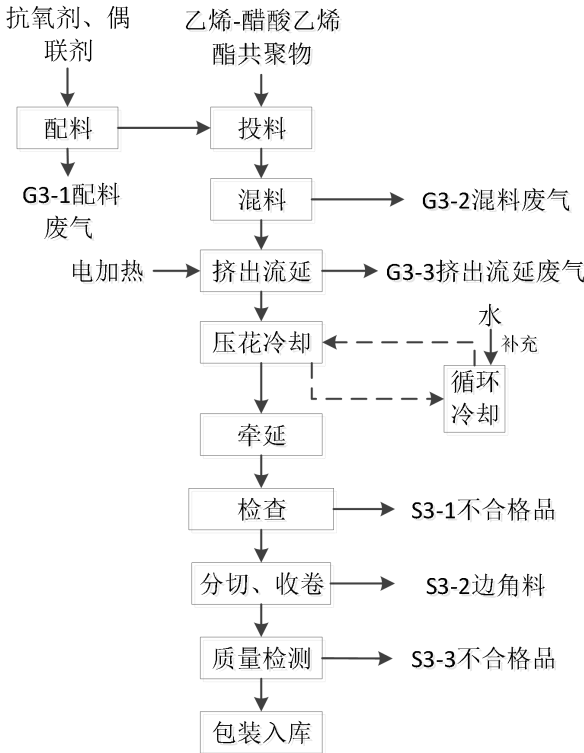 抗氧剂、偶
联剂
乙烯-醋酸乙烯
酯共聚物
配料
投料
G3-1配料
废气
混料
G3-2混料废气
电加热
挤出流延
G3-3挤出流延废气
水
补充
压花冷却
循环
冷却
牵延
检查
S3-1不合格品
分切、收卷
S3-2边角料
质量检测
S3-3不合格品
包装入库